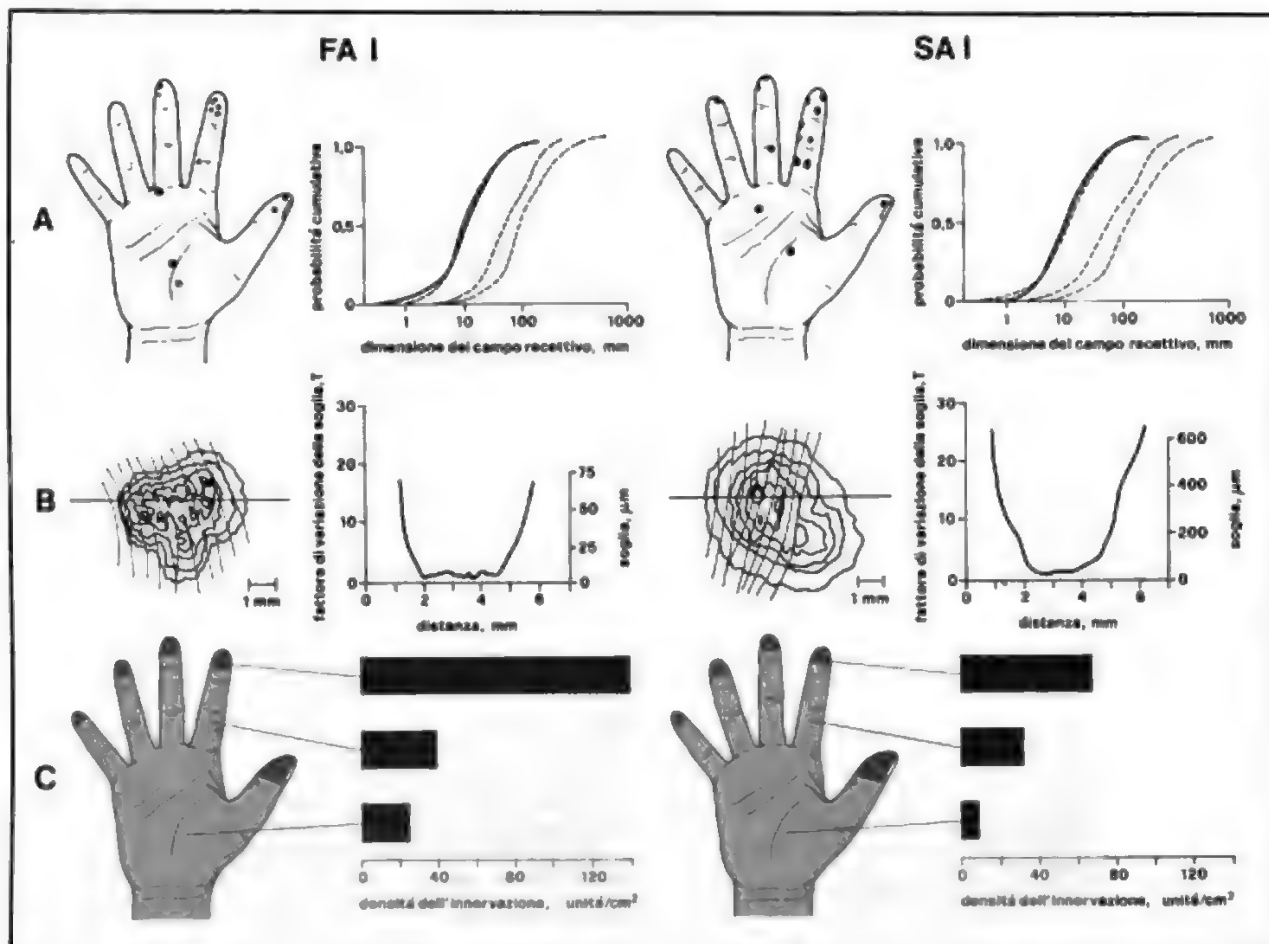 FA I
SA I
A
1,0
0,5
0
probabilità cumulativa
1
10
100
1000
dimensione del campo recettivo, mm
1,0
0,5
0
probabilità cumulativa
1
10
100
1000
dimensione del campo recettivo, mm
B
1 mm
fattore di variazione della soglia, T
30
20
10
0
0
2
4
6
distanza, mm
75
50
25
0
soglia, µm
1 mm
fattore di variazione della soglia, T
30
20
10
0
0
2
4
6
distanza, mm
600
400
200
0
soglia, µm
C
0
40
80
120
densità dell'innervazione, unità/cm²
0
40
80
120
densità dell'innervazione, unità/cm²